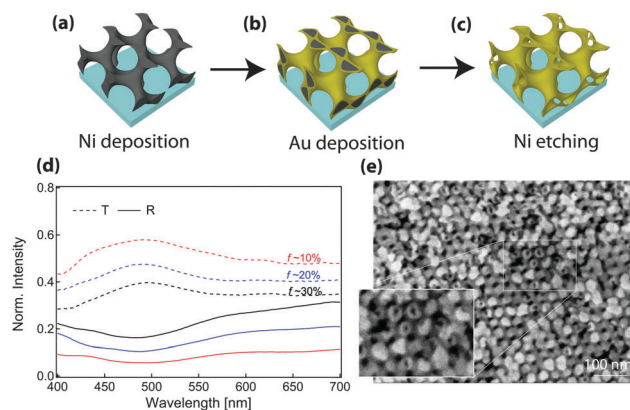 (a)
(b)
(c)
Ni deposition
Au deposition
Ni etching
(d)
(e)
0.8
0.6
0.4
0.2
0.0
Norm. Intensity
T
R
f~10%
f~20%
f~30%
400
450
500
550
600
650
700
Wavelength [nm]
100 nm